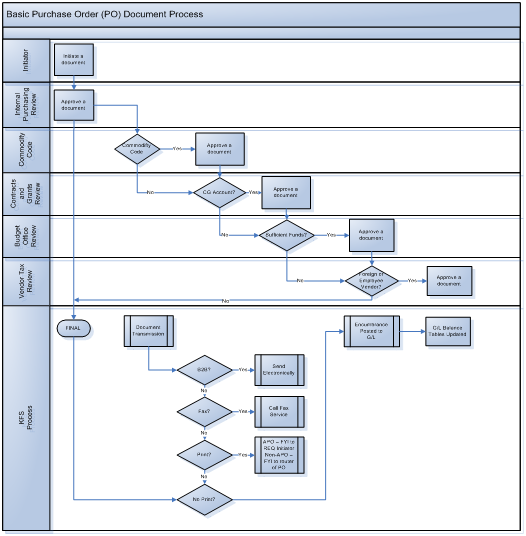 Basic Purchase Order (PO) Document Process
Initiator
Initiate a
document
Internal
Purchasing
Review
Approve a
document
Commodity
Code
Commodity
Code
Yes
Approve a
document
No
Contracts
and
Grants
Review
CG Account?
Yes
Approve a
document
No
Budget
Office
Review
Sufficient Funds?
Yes
Approve a
document
No
Vendor Tax
Review
Foreign or
Employee
Vendor?
Yes
Approve a
document
No
KFS
Process
FINAL
Document
Transmission
Encumbrance
Posted to
G/L
G/L Balance
Tables Updated
B2B?
Yes
Send
Electronically
No
Fax?
Yes
Call Fax
Service
No
Print?
Yes
APO – FYI to
REQ Initiator
Non-APO –
FYI to router
of PO
No
No Print?